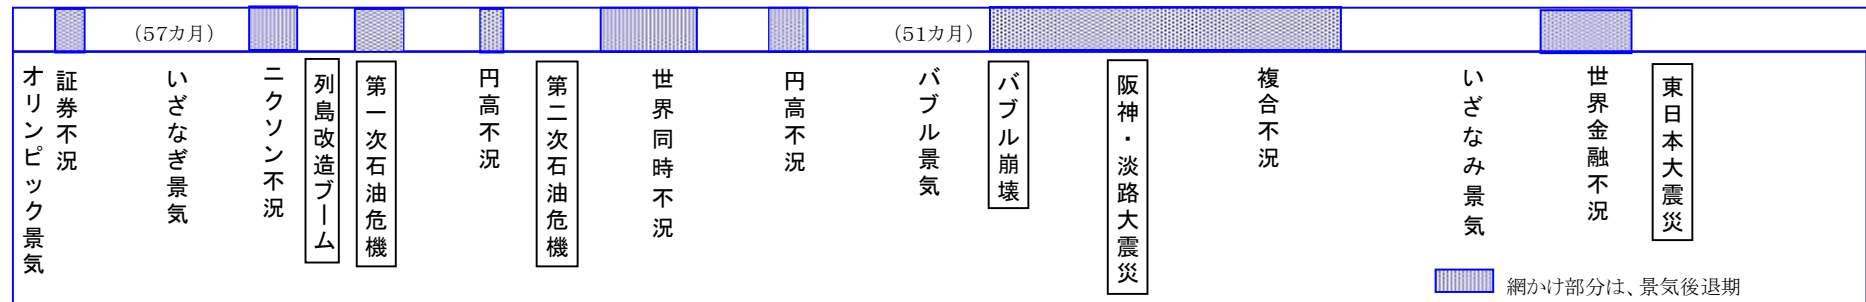 (57カ月)
(51カ月)
オリンピック景気
証券不況
いざなぎ景気
ニクソン不況
列島改造ブーム
第一次石油危機
円高不況
第二次石油危機
世界同時不況
円高不況
バブル景気
バブル崩壊
阪神・淡路大震災
複合不況
いざなみ景気
世界金融不況
東日本大震災
網かけ部分は、景気後退期